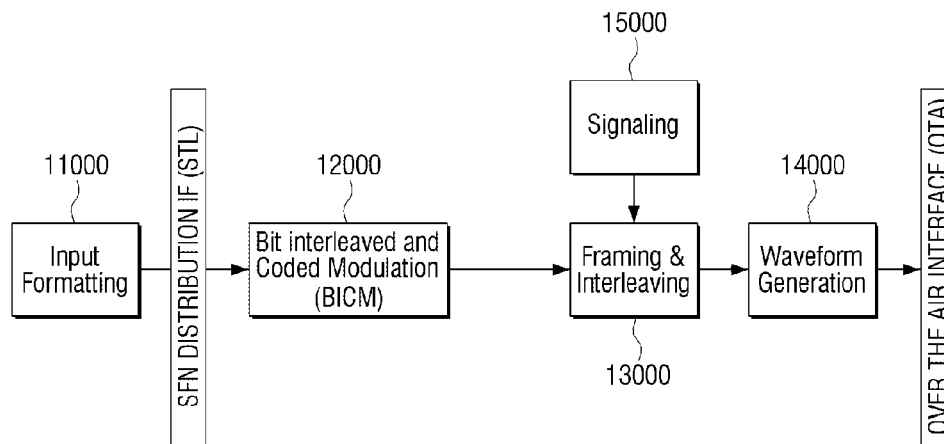 15000
Signaling
11000
Input
Formatting
SFN DISTRIBUTION IF (STL)
12000
Bit interleaved and
Coded Modulation
(BICM)
Framing &
Interleaving
13000
14000
Waveform
Generation
OVER THE AIR INTERFACE (OTA)